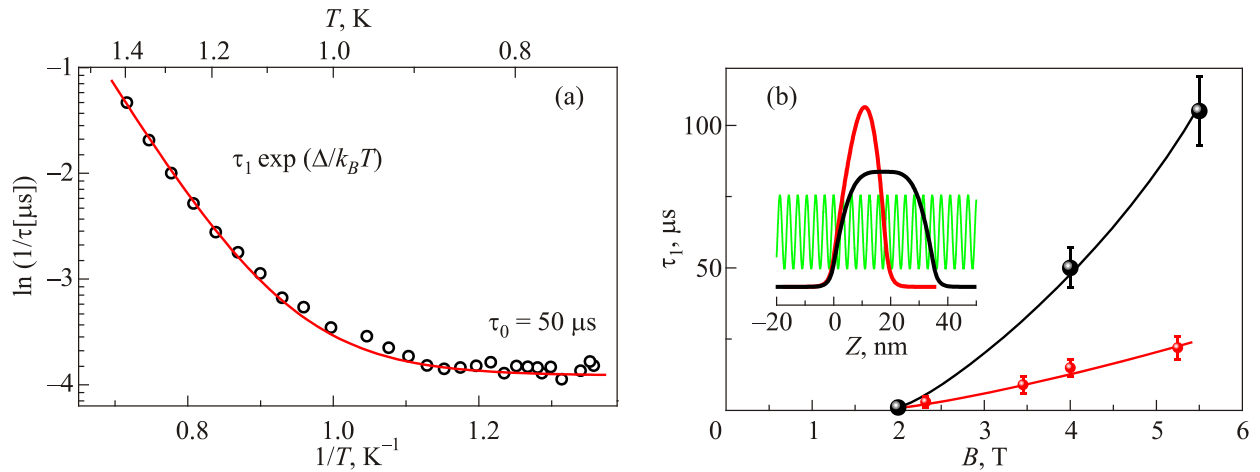 T, K
1.4 1.2 1.0 0.8
(a)
τ₁ exp (Δ/k_BT)
τ₀ = 50 μs
ln (1/τ[μs])
−1
−2
−3
−4
0.8 1.0 1.2
1/T, K⁻¹
(b)
τ₁, μs
100
50
−20 0 20 40
Z, nm
0 1 2 3 4 5 6
B, T